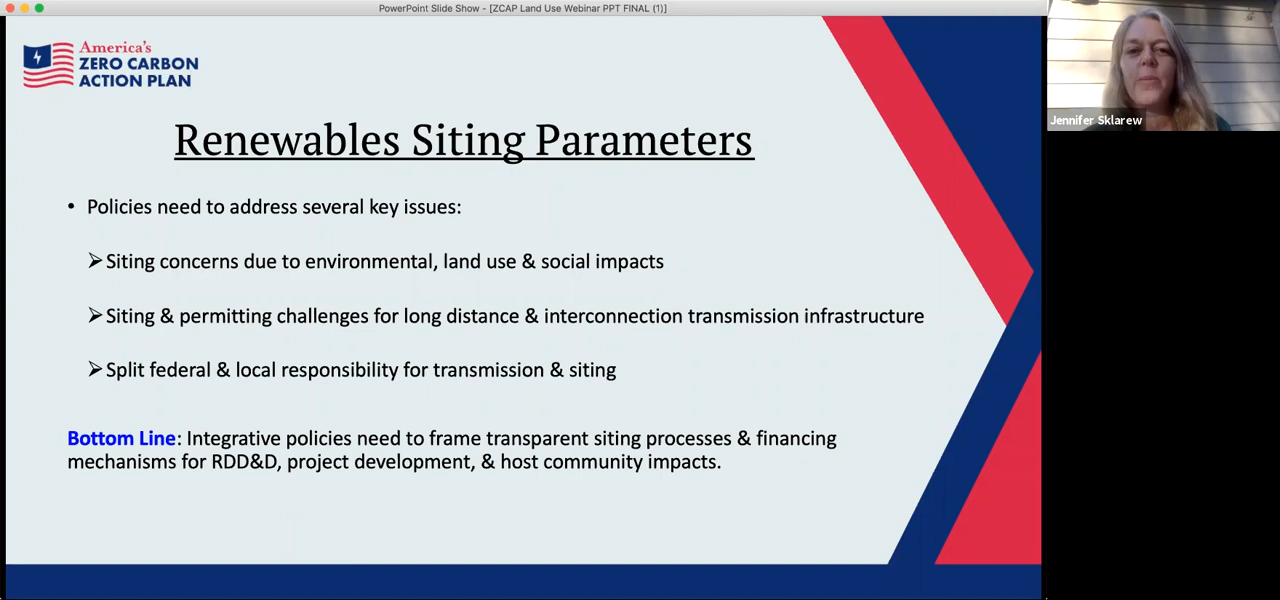 PowerPoint Slide Show - [ZCAP Land Use Webinar PPT FINAL (1)]
America's
ZERO CARBON
ACTION PLAN
Jennifer Sklarew
Renewables Siting Parameters
• Policies need to address several key issues:
➢Siting concerns due to environmental, land use & social impacts
➢Siting & permitting challenges for long distance & interconnection transmission infrastructure
➢Split federal & local responsibility for transmission & siting
Bottom Line: Integrative policies need to frame transparent siting processes & financing
mechanisms for RDD&D, project development, & host community impacts.